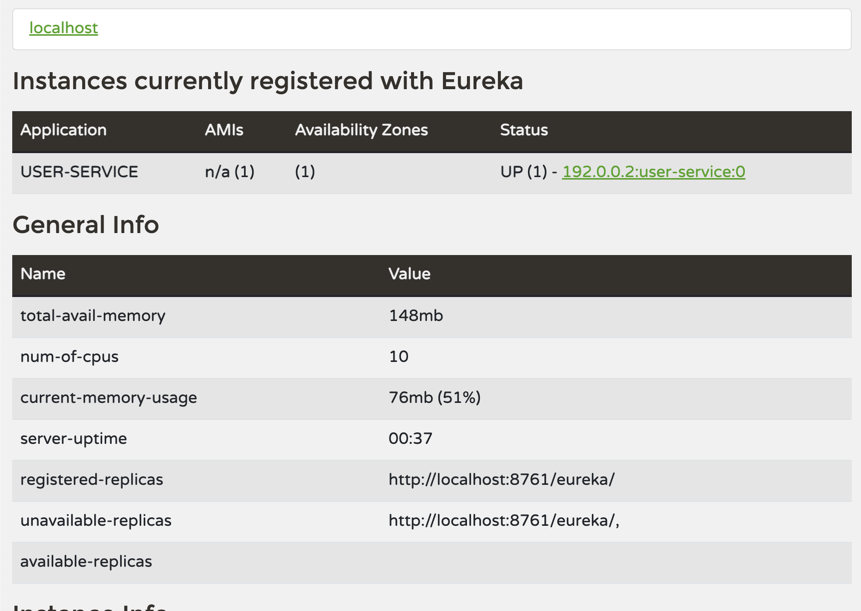 localhost
Instances currently registered with Eureka
Application AMIs Availability Zones Status
USER-SERVICE n/a (1) (1) UP (1) - 192.0.0.2:user-service:0
General Info
Name Value
total-avail-memory 148mb
num-of-cpus 10
current-memory-usage 76mb (51%)
server-uptime 00:37
registered-replicas http://localhost:8761/eureka/
unavailable-replicas http://localhost:8761/eureka/,
available-replicas
Instance Info